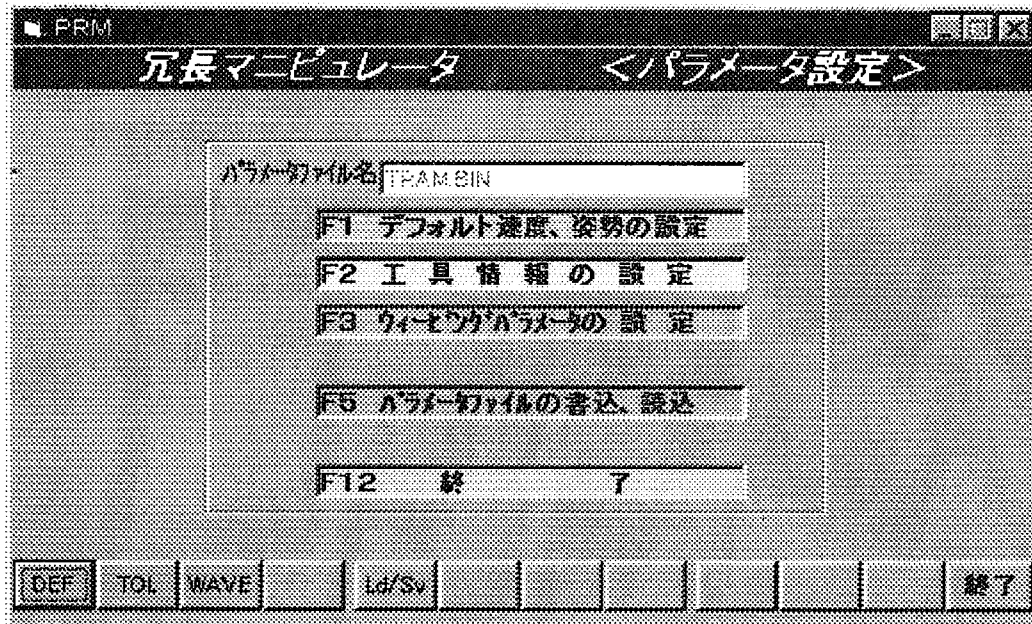 PRM
冗長マニピュレータ <パラメータ設定>
パラメータファイル名 TRAM.BIN
F1 デフォルト速度、姿勢の設定
F2 工具情報の設定
F3 ウィービングパラメータの設定
F5 パラメータファイルの書込、読込
F12 終了
DEF TOL WAVE Ld/Sv 終了